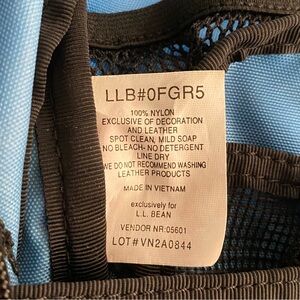 LLB#0FGR5
100% NYLON
EXCLUSIVE OF DECORATION
AND LEATHER
SPOT CLEAN, MILD SOAP
NO BLEACH- NO DETERGENT
LINE DRY
WE DO NOT RECOMMEND WASHING
LEATHER PRODUCTS
MADE IN VIETNAM
exclusively for
L.L. BEAN
VENDOR NR:05601
LOT#VN2A0844